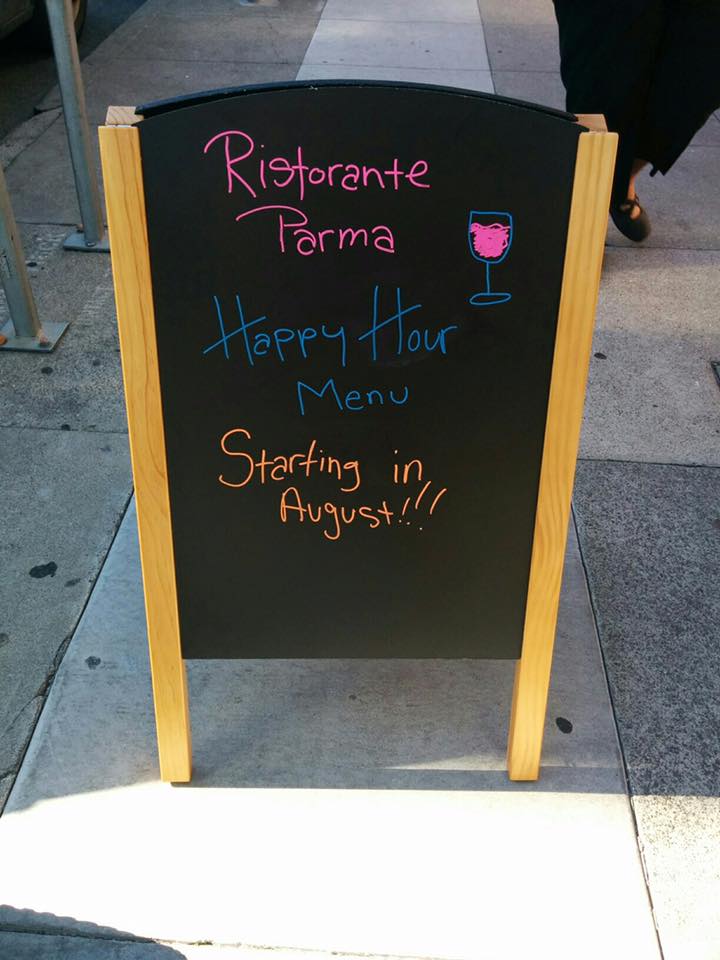 Ristorante
Parma
Happy Hour
Menu
Starting in
August!!!